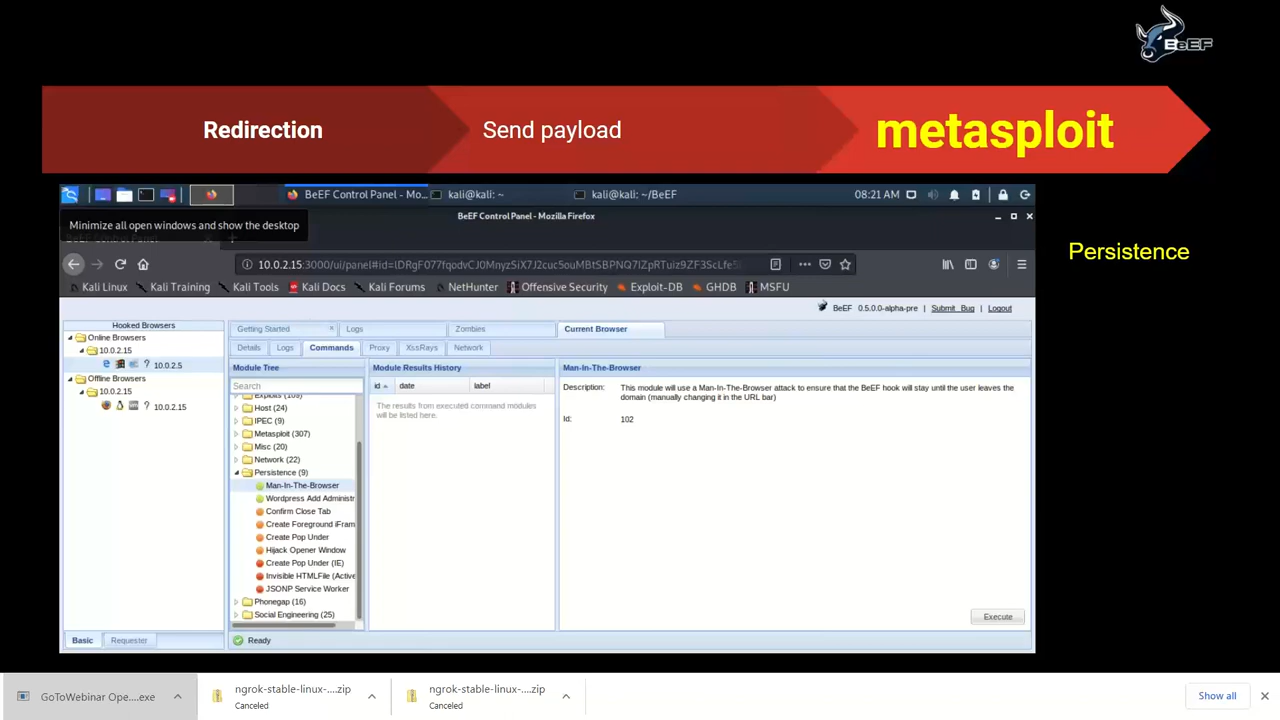 BeEF
Redirection
Send payload
metasploit
BeEF Control Panel - Mo...
kali@kali: ~
kali@kali: ~/BeEF
08:21 AM
Minimize all open windows and show the desktop
BeEF Control Panel - Mozilla Firefox
Persistence
Kali Linux
Kali Training
Kali Tools
Kali Docs
Kali Forums
NetHunter
Offensive Security
Exploit-DB
GHDB
MSFU
BeEF 0.5.0.0-alpha-pre | Submit Bug | Logout
Hooked Browsers
Online Browsers
10.0.2.15
? 10.0.2.5
Offline Browsers
10.0.2.15
? 10.0.2.15
Basic
Requester
Getting Started
Logs
Zombies
Current Browser
Details
Logs
Commands
Proxy
XssRays
Network
Module Tree
Search
Host (24)
IPEC (9)
Metasploit (307)
Misc (20)
Network (22)
Persistence (9)
Man-In-The-Browser
Wordpress Add Administr
Confirm Close Tab
Create Foreground iFram
Create Pop Under
Hijack Opener Window
Create Pop Under (IE)
Invisible HTMLFile (Active
JSONP Service Worker
Phonegap (16)
Social Engineering (25)
Ready
Module Results History
id
date
label
The results from executed command modules
will be listed here.
Man-In-The-Browser
Description: This module will use a Man-In-The-Browser attack to ensure that the BeEF hook will stay until the user leaves the
domain (manually changing it in the URL bar)
Id: 102
Execute
GoToWebinar Ope....exe
ngrok-stable-linux-....zip
Canceled
ngrok-stable-linux-....zip
Canceled
Show all